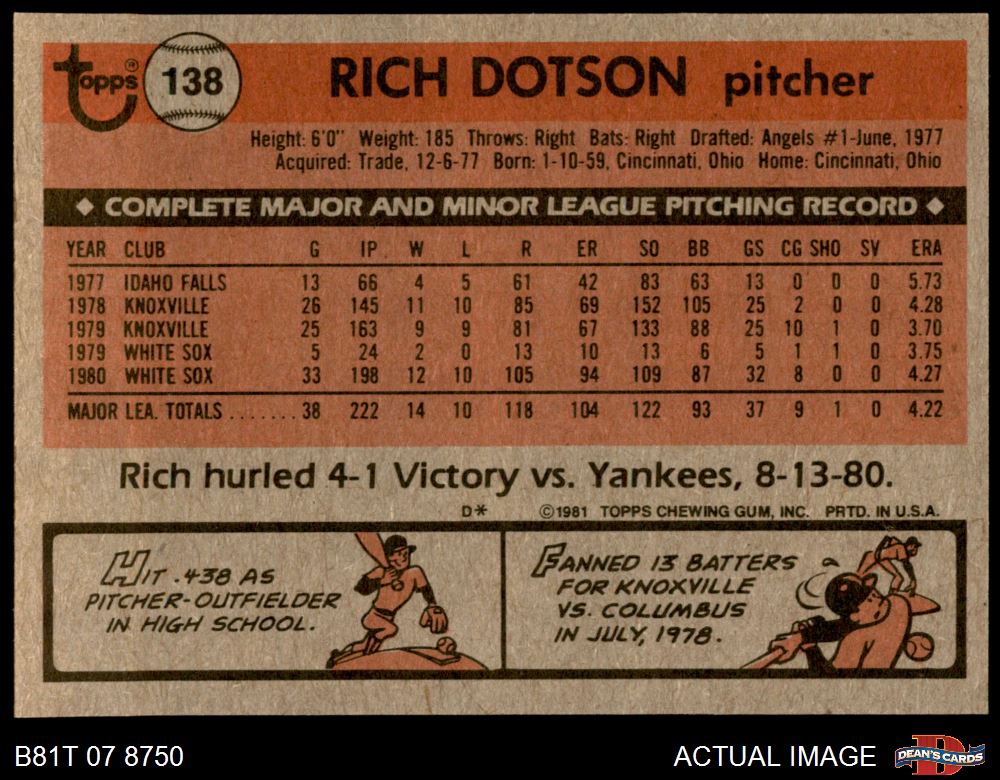 topps® 138 RICH DOTSON pitcher
Height: 6'0" Weight: 185 Throws: Right Bats: Right Drafted: Angels #1-June, 1977
Acquired: Trade, 12-6-77 Born: 1-10-59, Cincinnati, Ohio Home: Cincinnati, Ohio
◆ COMPLETE MAJOR AND MINOR LEAGUE PITCHING RECORD ◆
YEAR CLUB G IP W L R ER SO BB GS CG SHO SV ERA
1977 IDAHO FALLS 13 66 4 5 61 42 83 63 13 0 0 0 5.73
1978 KNOXVILLE 26 145 11 10 85 69 152 105 25 2 0 0 4.28
1979 KNOXVILLE 25 163 9 9 81 67 133 88 25 10 1 0 3.70
1979 WHITE SOX 5 24 2 0 13 10 13 6 5 1 1 0 3.75
1980 WHITE SOX 33 198 12 10 105 94 109 87 32 8 0 0 4.27
MAJOR LEA. TOTALS ....... 38 222 14 10 118 104 122 93 37 9 1 0 4.22
Rich hurled 4-1 Victory vs. Yankees, 8-13-80.
D* ©1981 TOPPS CHEWING GUM, INC. PRTD. IN U.S.A.
HIT .438 AS
PITCHER-OUTFIELDER
IN HIGH SCHOOL.
FANNED 13 BATTERS
FOR KNOXVILLE
VS. COLUMBUS
IN JULY, 1978.
B81T 07 8750 ACTUAL IMAGE DEAN'S CARDS